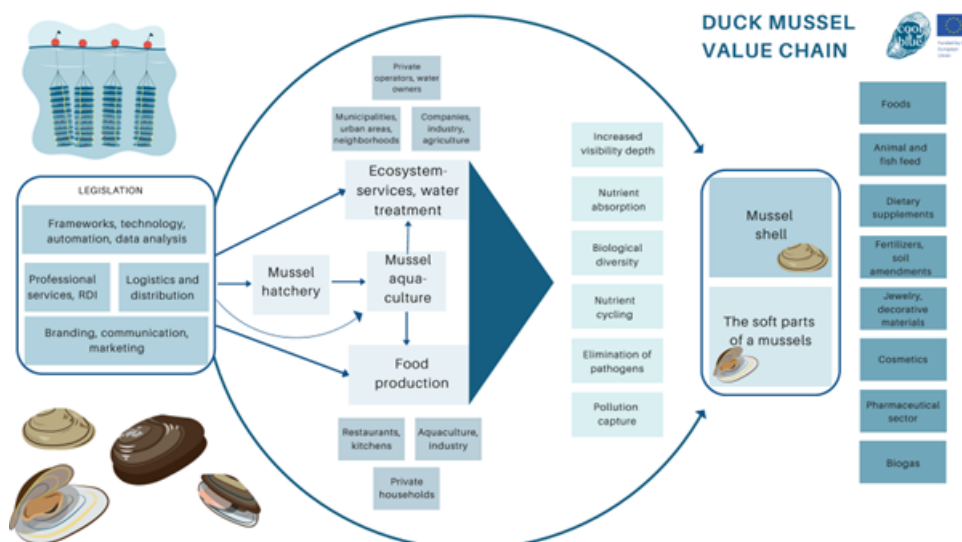 DUCK MUSSEL
VALUE CHAIN
cool
blue
LEGISLATION
Frameworks, technology,
automation, data analysis
Professional
services, RDI
Logistics and
distribution
Branding, communication,
marketing
Private
operators, water
owners
Municipalities,
urban areas,
neighborhoods
Companies,
industry,
agriculture
Ecosystem-
services, water
treatment
Mussel
hatchery
Mussel
aqua-
culture
Food
production
Restaurants,
kitchens
Aquaculture,
industry
Private
households
Increased
visibility depth
Nutrient
absorption
Biological
diversity
Nutrient
cycling
Elimination of
pathogens
Pollution
capture
Mussel
shell
The soft parts
of a mussels
Foods
Animal and
fish feed
Dietary
supplements
Fertilizers,
soil
amendments
Jewelry,
decorative
materials
Cosmetics
Pharmaceutical
sector
Biogas